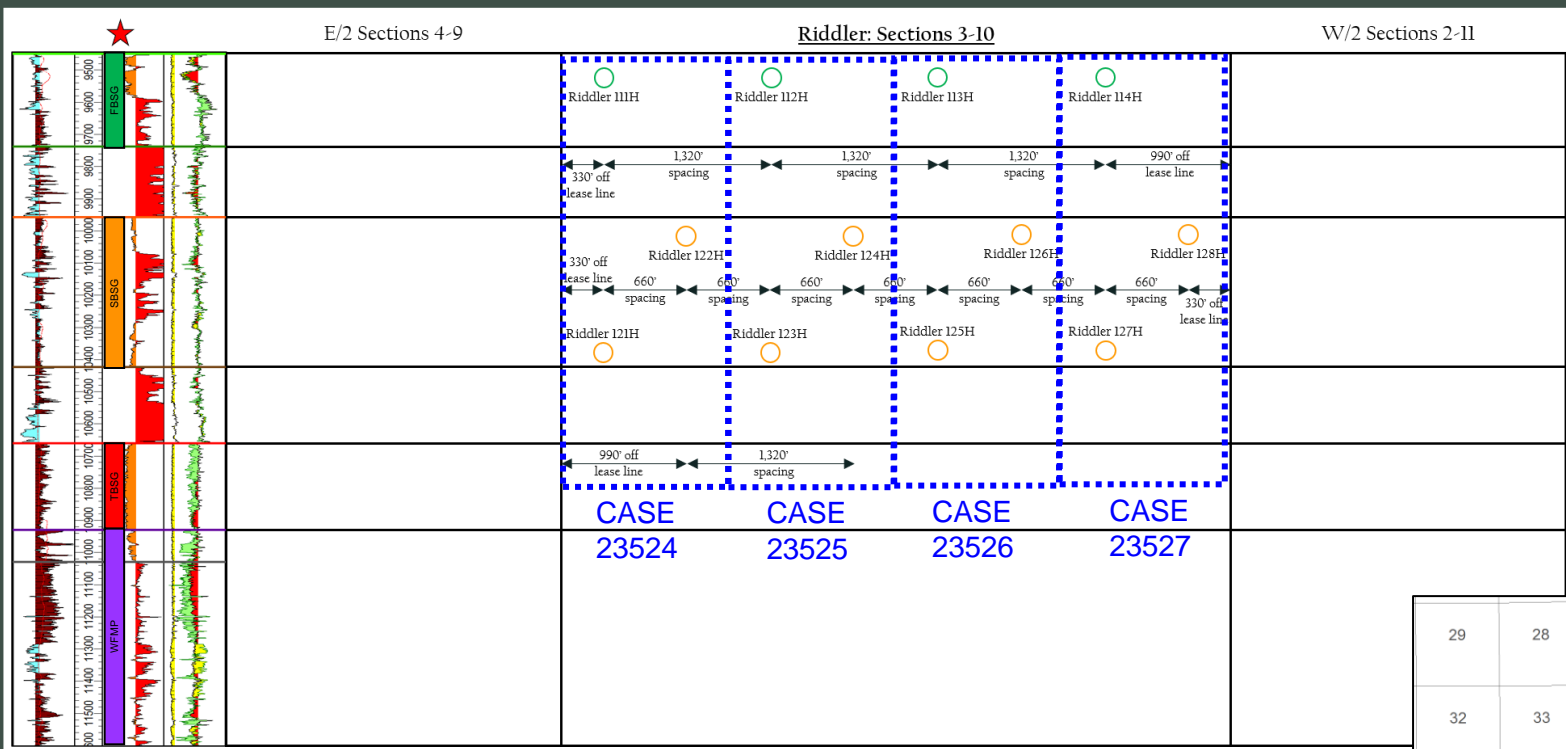 E/2 Sections 4-9
Riddler: Sections 3-10
W/2 Sections 2-11
FBSG
SBSG
TBSG
WFMP
9500
9600
9700
9800
9900
10000
10100
10200
10300
10400
10500
10600
10700
10800
10900
11000
11100
11200
11300
11400
11500
Riddler 111H
Riddler 112H
Riddler 113H
Riddler 114H
330' off
lease line
1,320'
spacing
1,320'
spacing
1,320'
spacing
990' off
lease line
Riddler 122H
Riddler 124H
Riddler 126H
Riddler 128H
330' off
lease line
660'
spacing
660'
spacing
660'
spacing
660'
spacing
660'
spacing
660'
spacing
660'
spacing
330' off
lease line
Riddler 121H
Riddler 123H
Riddler 125H
Riddler 127H
990' off
lease line
1,320'
spacing
CASE
23524
CASE
23525
CASE
23526
CASE
23527
29
28
32
33